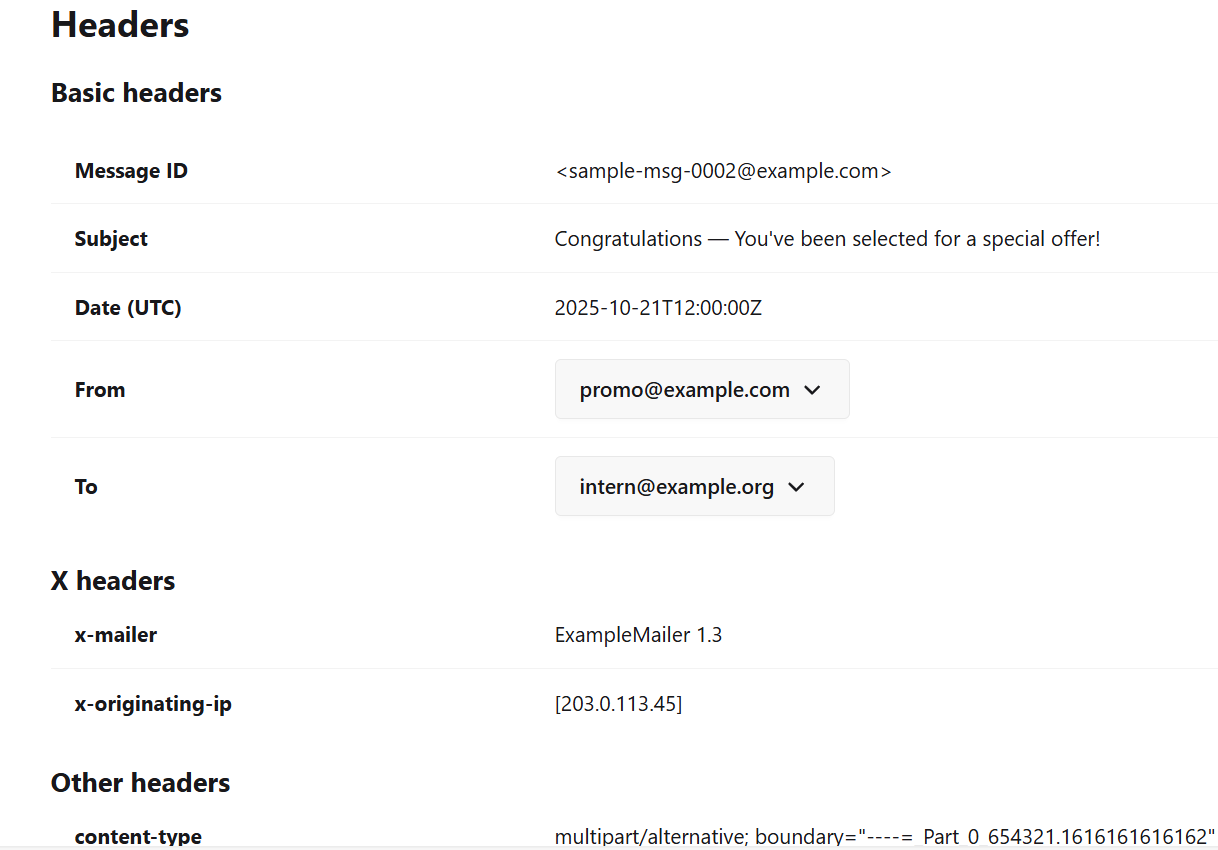 Headers
Basic headers
Message ID <sample-msg-0002@example.com>
Subject Congratulations — You've been selected for a special offer!
Date (UTC) 2025-10-21T12:00:00Z
From promo@example.com
To intern@example.org
X headers
x-mailer ExampleMailer 1.3
x-originating-ip [203.0.113.45]
Other headers
content-type multipart/alternative; boundary="----=_Part_0_654321.1616161616162"